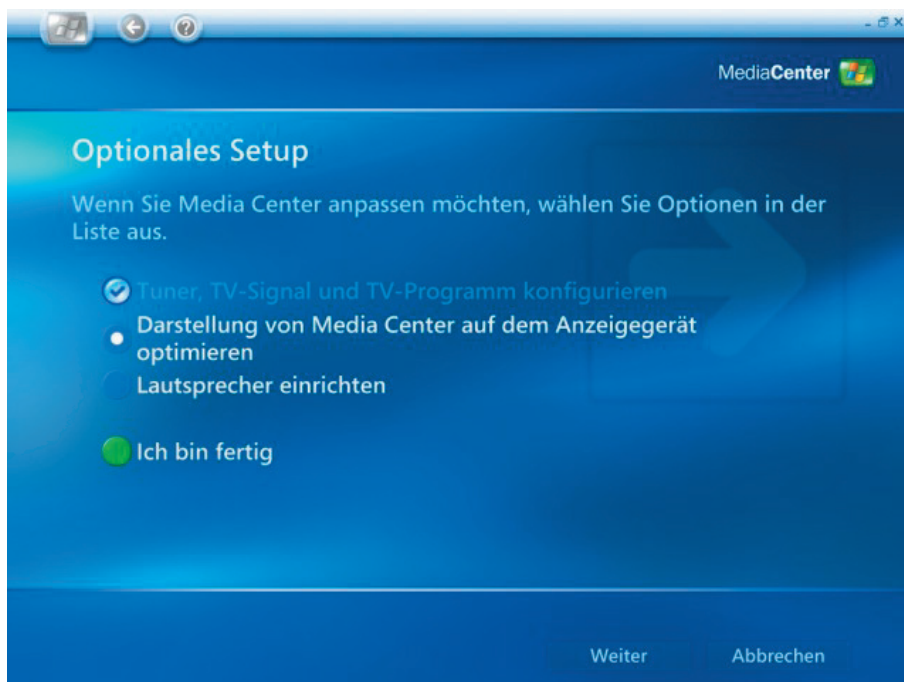 MediaCenter
Optionales Setup
Wenn Sie Media Center anpassen möchten, wählen Sie Optionen in der
Liste aus.
Tuner, TV-Signal und TV-Programm konfigurieren
Darstellung von Media Center auf dem Anzeigegerät
optimieren
Lautsprecher einrichten
Ich bin fertig
Weiter
Abbrechen